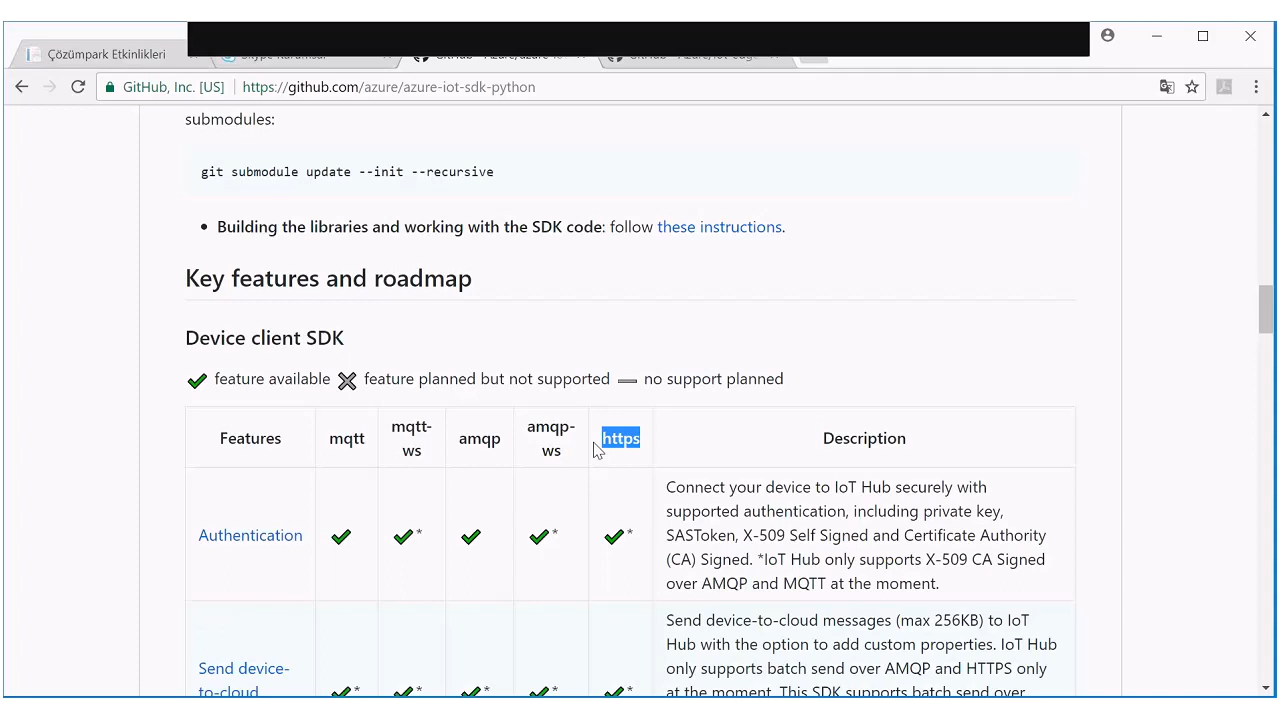 Çözümpark Etkinlikleri
GitHub, Inc. [US]
https://github.com/azure/azure-iot-sdk-python
submodules:
git submodule update --init --recursive
• Building the libraries and working with the SDK code: follow these instructions.
Key features and roadmap
Device client SDK
feature available
feature planned but not supported
no support planned
Features
mqtt
mqtt-
ws
amqp
amqp-
ws
https
Description
Authentication
*
*
*
Connect your device to IoT Hub securely with
supported authentication, including private key,
SASToken, X-509 Self Signed and Certificate Authority
(CA) Signed. *IoT Hub only supports X-509 CA Signed
over AMQP and MQTT at the moment.
Send device-
to-cloud
*
*
*
*
*
Send device-to-cloud messages (max 256KB) to IoT
Hub with the option to add custom properties. IoT Hub
only supports batch send over AMQP and HTTPS only
at the moment. This SDK supports batch send over